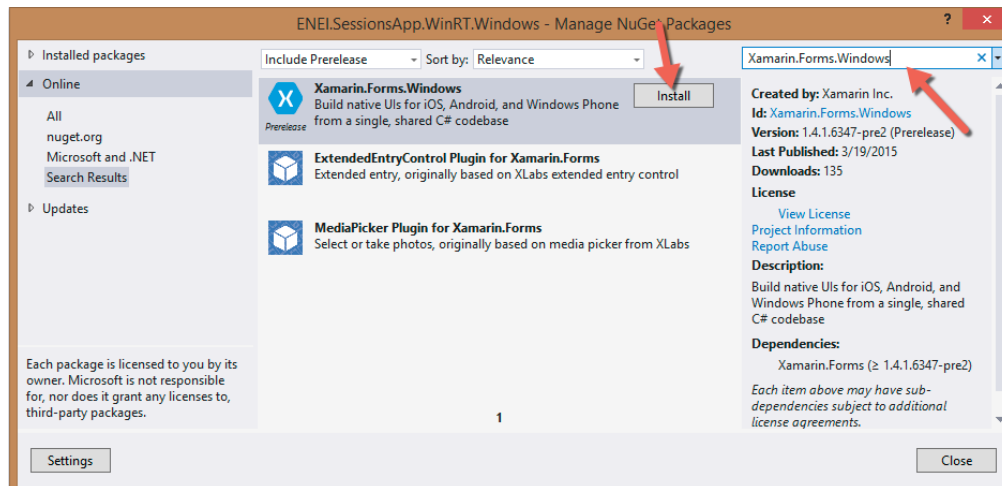 ENEI.SessionsApp.WinRT.Windows - Manage NuGet Packages
? ×
Installed packages
Online
All
nuget.org
Microsoft and .NET
Search Results
Updates
Each package is licensed to you by its
owner. Microsoft is not responsible
for, nor does it grant any licenses to,
third-party packages.
Include Prerelease Sort by: Relevance
Xamarin.Forms.Windows
Build native UIs for iOS, Android, and Windows Phone
from a single, shared C# codebase
Prerelease
Install
ExtendedEntryControl Plugin for Xamarin.Forms
Extended entry, originally based on XLabs extended entry control
MediaPicker Plugin for Xamarin.Forms
Select or take photos, originally based on media picker from XLabs
1
Xamarin.Forms.Windows ×
Created by: Xamarin Inc.
Id: Xamarin.Forms.Windows
Version: 1.4.1.6347-pre2 (Prerelease)
Last Published: 3/19/2015
Downloads: 135
License
View License
Project Information
Report Abuse
Description:
Build native UIs for iOS, Android, and
Windows Phone from a single, shared
C# codebase
Dependencies:
Xamarin.Forms (≥ 1.4.1.6347-pre2)
Each item above may have sub-
dependencies subject to additional
license agreements.
Settings
Close